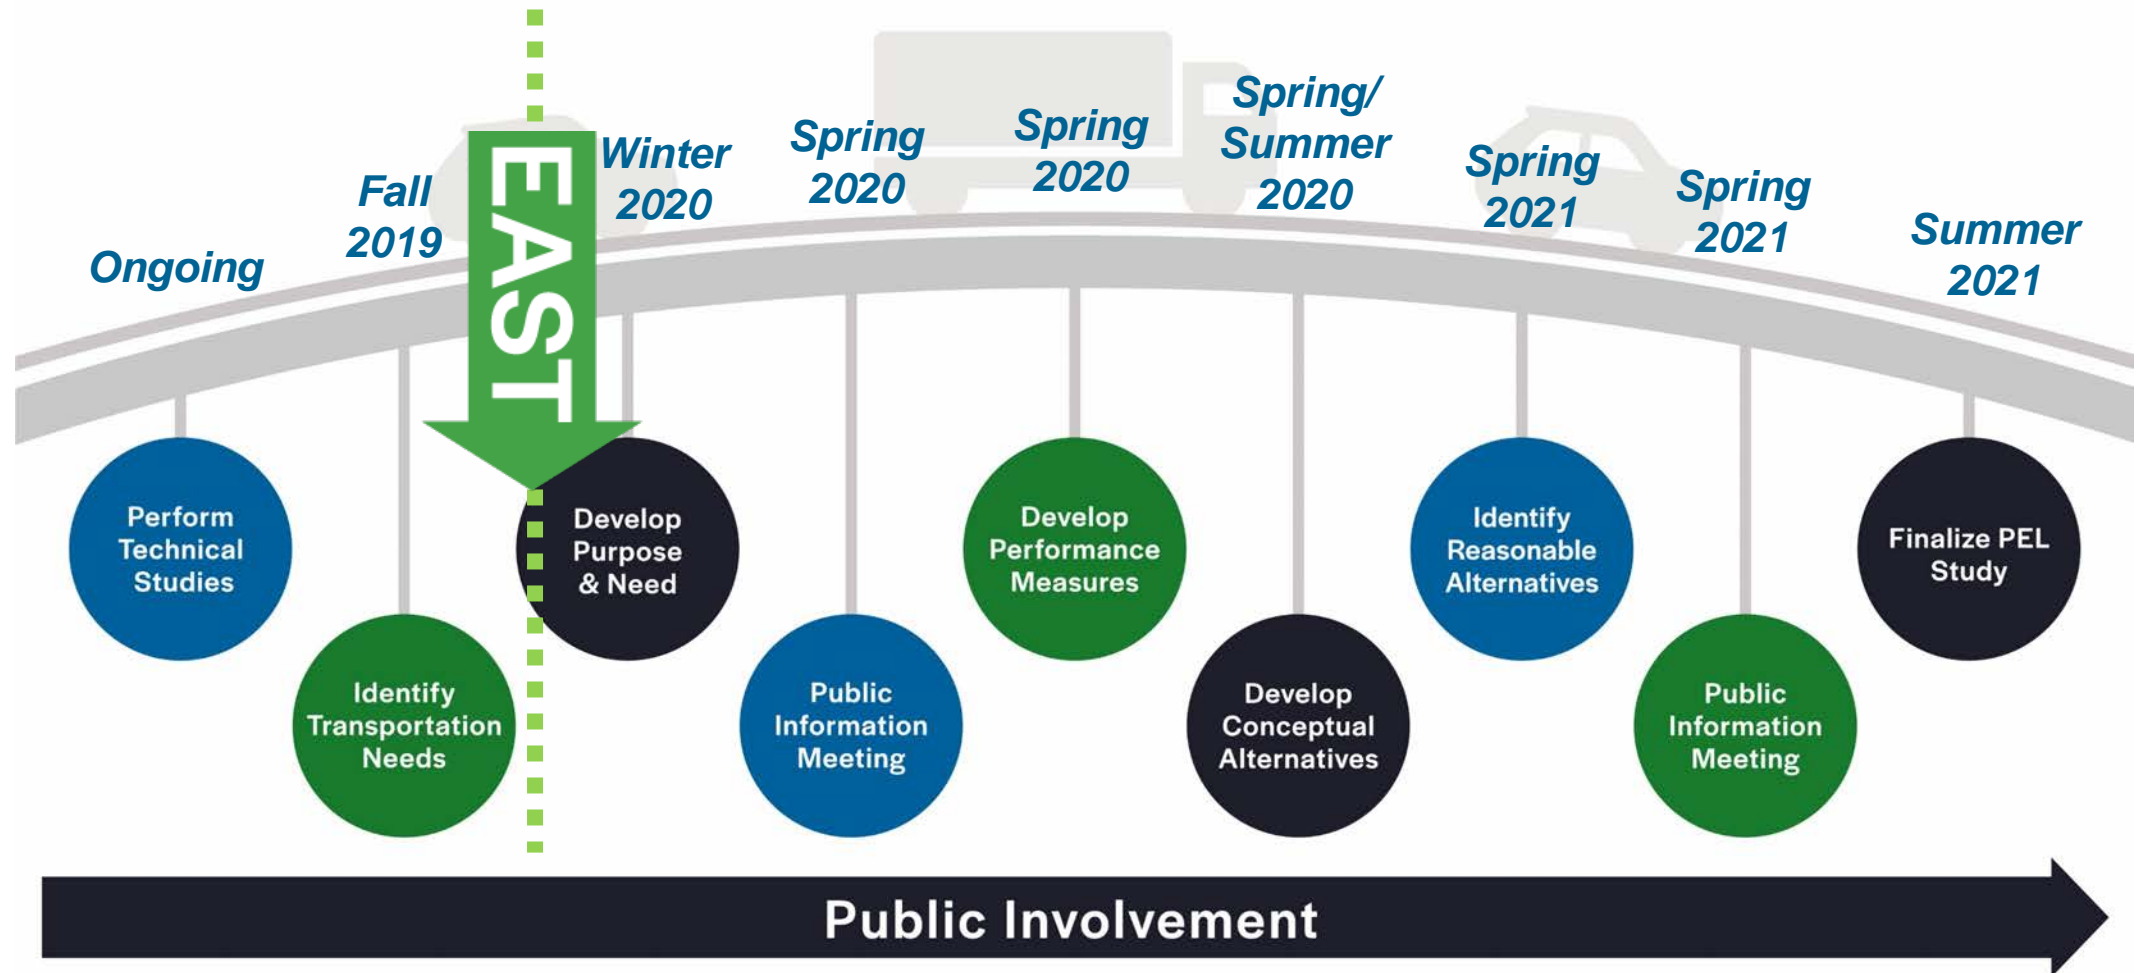 Ongoing
Fall
2019
EAST
Winter
2020
Spring
2020
Spring
2020
Spring/
Summer
2020
Spring
2021
Spring
2021
Summer
2021
Perform
Technical
Studies
Identify
Transportation
Needs
Develop
Purpose
& Need
Public
Information
Meeting
Develop
Performance
Measures
Develop
Conceptual
Alternatives
Identify
Reasonable
Alternatives
Public
Information
Meeting
Finalize PEL
Study
Public Involvement